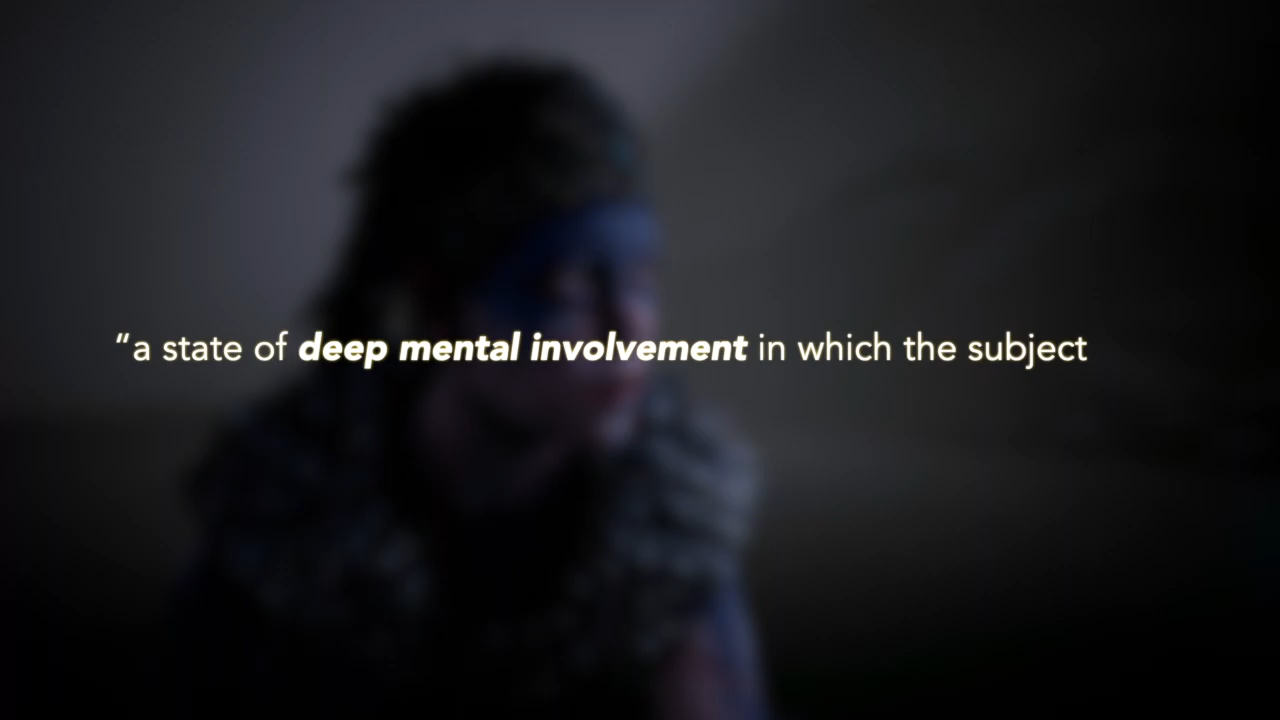 "a state of deep mental involvement in which the subject